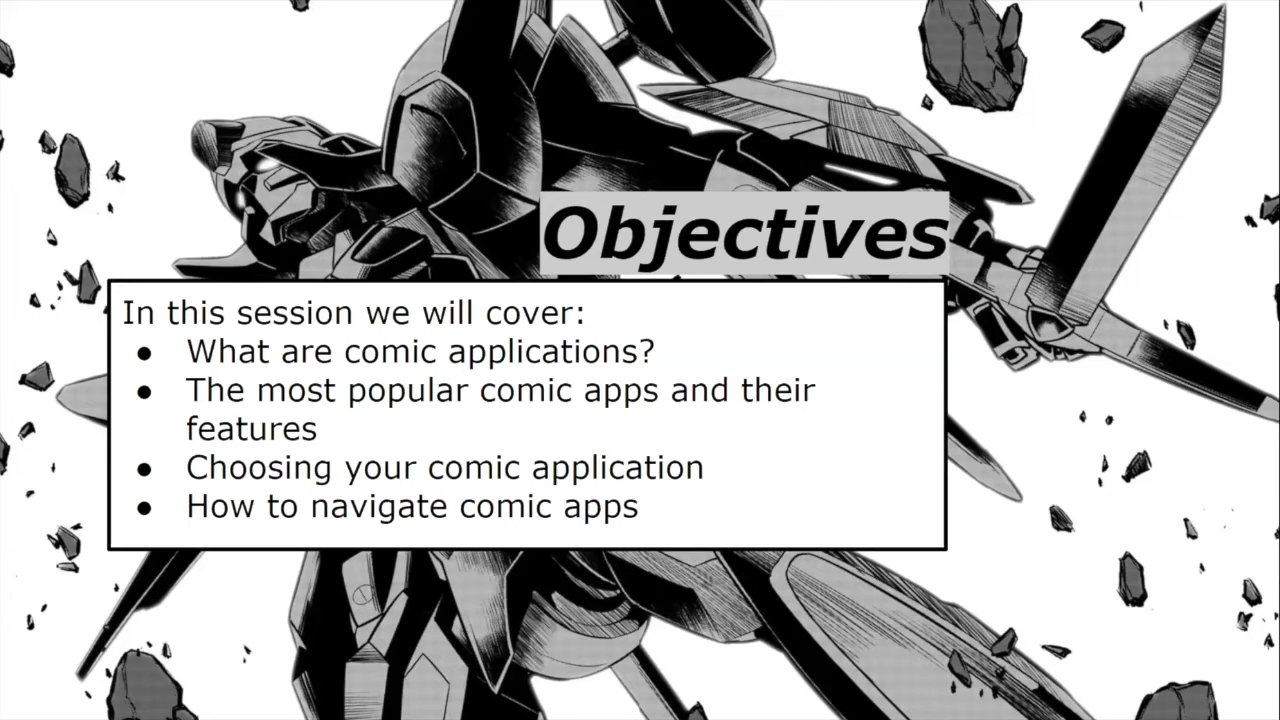 Objectives
In this session we will cover:
● What are comic applications?
● The most popular comic apps and their
features
● Choosing your comic application
● How to navigate comic apps